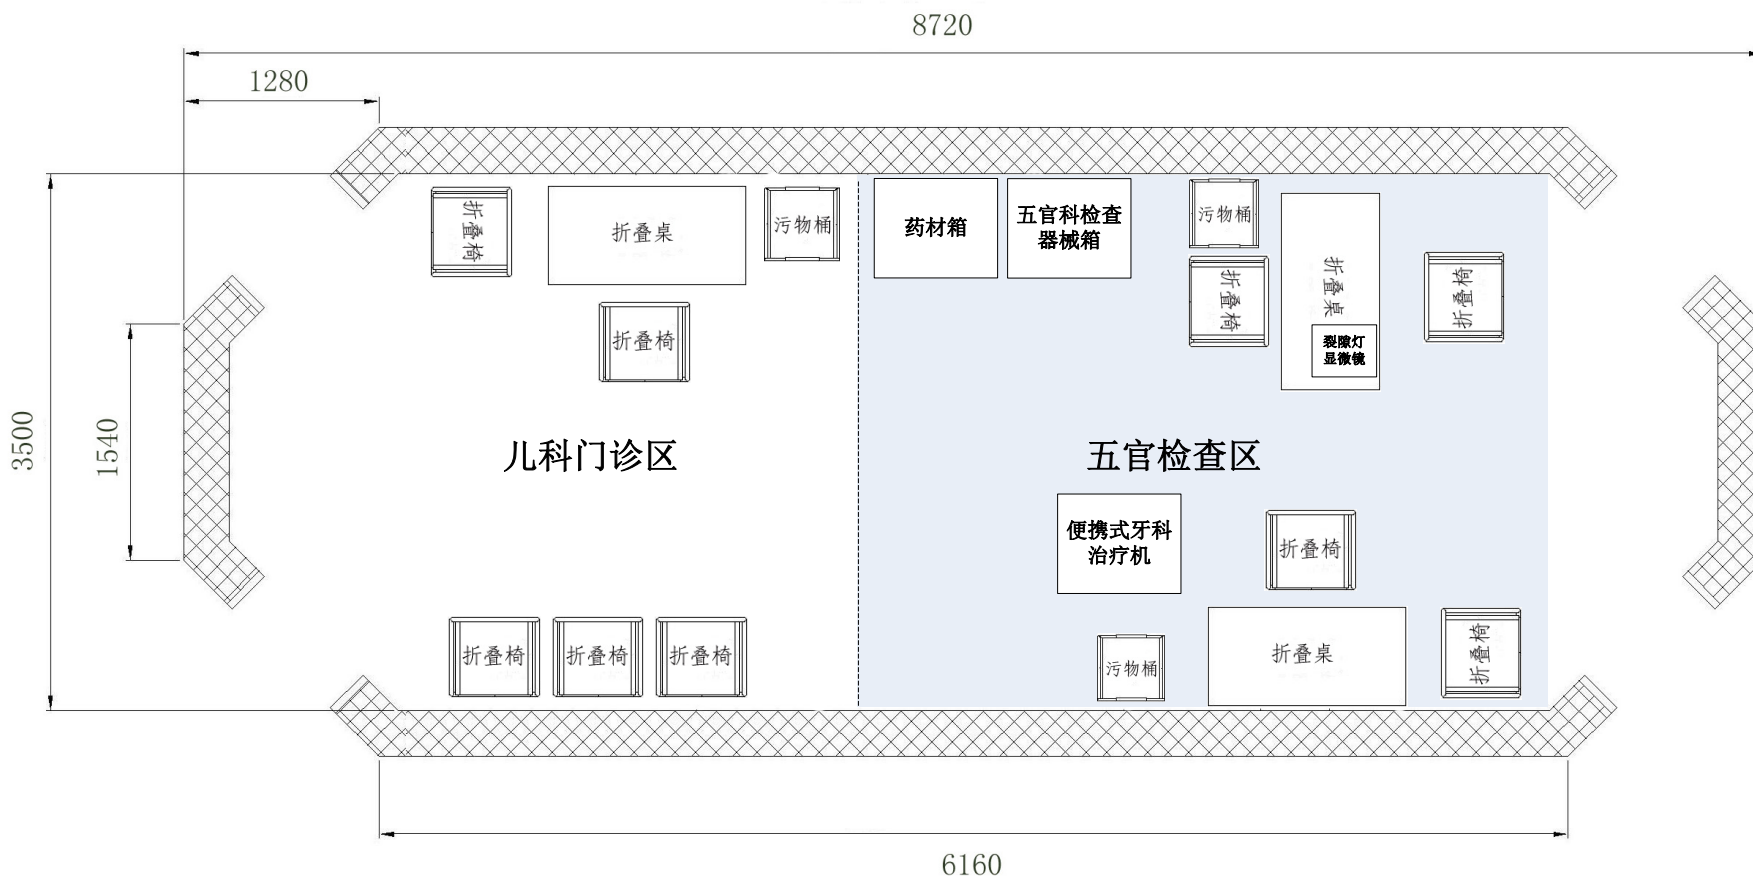 8720
1280
折叠椅
折叠桌
污物桶
药材箱
五官科检查
器械箱
污物桶
折叠椅
折叠桌
裂隙灯
显微镜
折叠椅
折叠椅
3500
1540
儿科门诊区
五官检查区
便携式牙科
治疗机
折叠椅
折叠椅
折叠椅
折叠椅
污物桶
折叠桌
折叠椅
6160